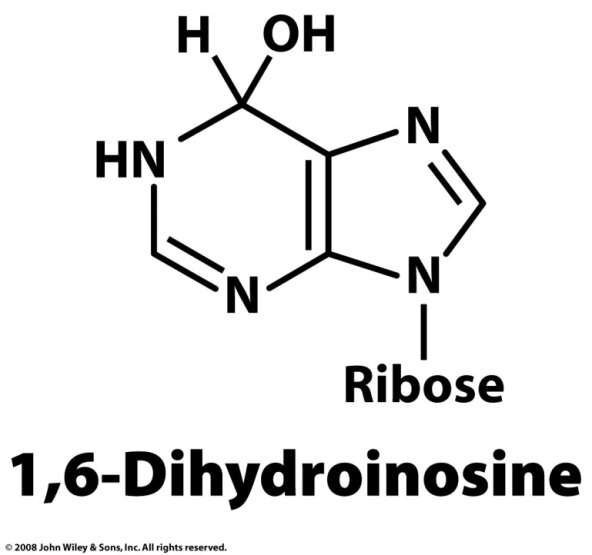 H OH
N
HN
N
N
Ribose
1,6-Dihydroinosine
© 2008 John Wiley & Sons, Inc. All rights reserved.